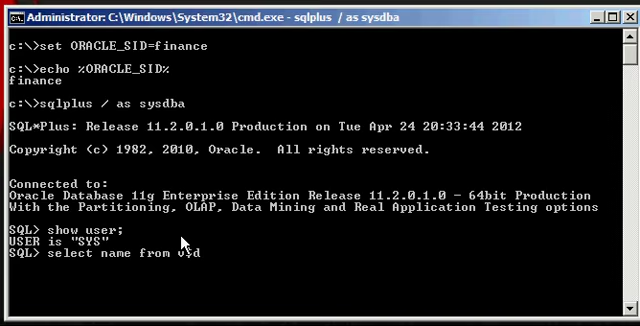 Administrator: C:\Windows\System32\cmd.exe - sqlplus / as sysdba
c:\>set ORACLE_SID=finance
c:\>echo %ORACLE_SID%
finance
c:\>sqlplus / as sysdba
SQL*Plus: Release 11.2.0.1.0 Production on Tue Apr 24 20:33:44 2012
Copyright (c) 1982, 2010, Oracle.  All rights reserved.
Connected to:
Oracle Database 11g Enterprise Edition Release 11.2.0.1.0 - 64bit Production
With the Partitioning, OLAP, Data Mining and Real Application Testing options
SQL> show user;
USER is "SYS"
SQL> select name from v$d